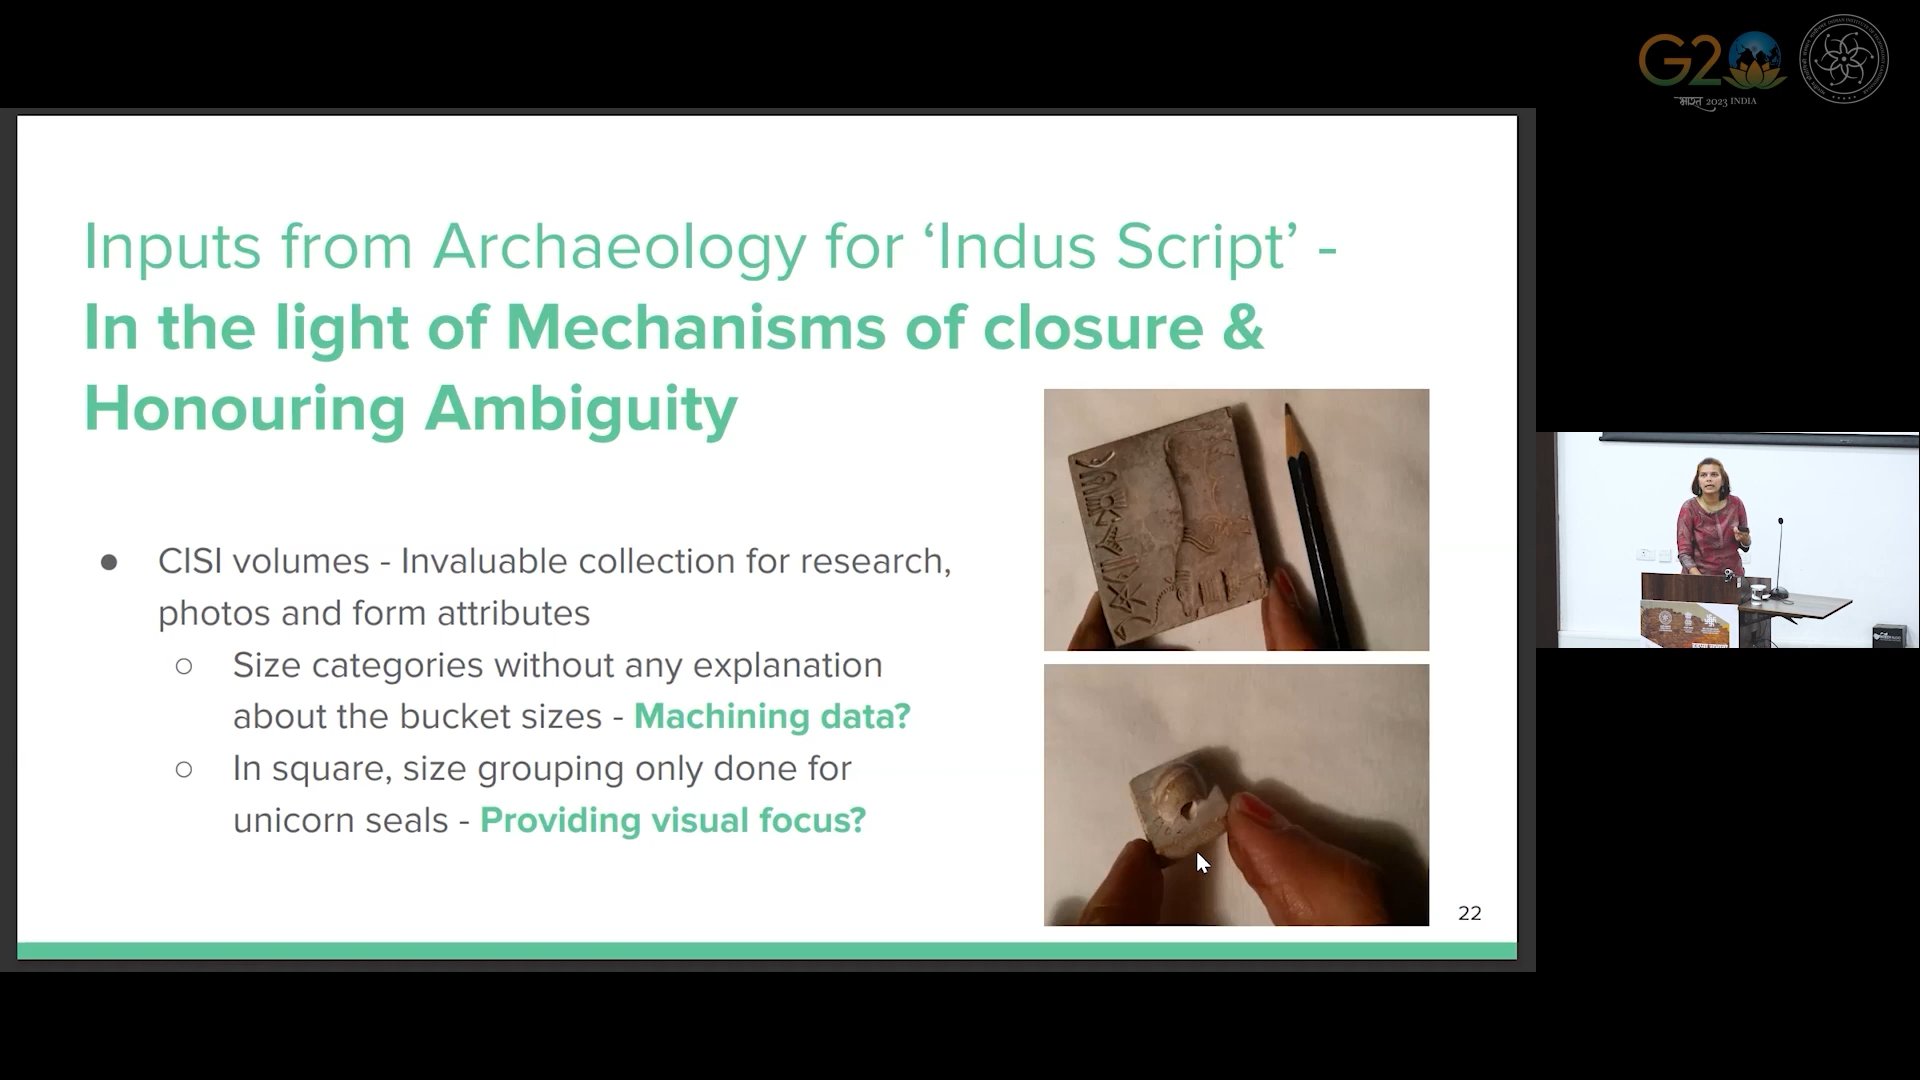 G20
भारत 2023 INDIA
Inputs from Archaeology for ‘Indus Script’ -
In the light of Mechanisms of closure &
Honouring Ambiguity
● CISI volumes - Invaluable collection for research,
photos and form attributes
○ Size categories without any explanation
about the bucket sizes - Machining data?
○ In square, size grouping only done for
unicorn seals - Providing visual focus?
22